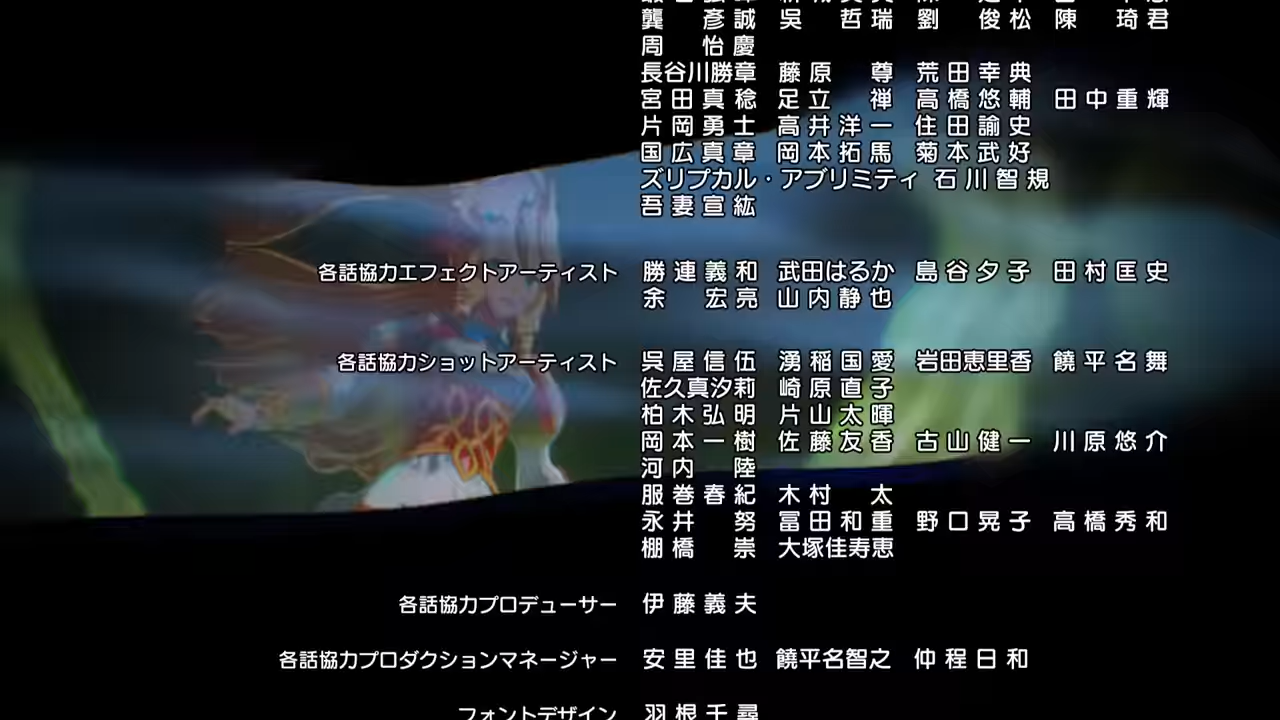 龔 彥誠 吳 哲瑞 劉 俊松 陳 琦君
周 怡慶
長谷川勝章 藤原 尊 荒田幸典
宮田真稔 足立 禅 高橋悠輔 田中重輝
片岡勇士 高井洋一 住田諭史
国広真章 岡本拓馬 菊本武好
ズリプカル・アブリミティ 石川智規
吾妻宣紘
各話協力エフェクトアーティスト 勝連義和 武田はるか 島谷夕子 田村匡史
余 宏亮 山内静也
各話協力ショットアーティスト 呉屋信伍 湧稲国愛 岩田恵里香 饒平名舞
佐久真汐莉 崎原直子
柏木弘明 片山太暉
岡本一樹 佐藤友香 古山健一 川原悠介
河内 陸
服巻春紀 木村 太
永井 努 冨田和重 野口晃子 高橋秀和
棚橋 崇 大塚佳寿恵
各話協力プロデューサー 伊藤義夫
各話協力プロダクションマネージャー 安里佳也 饒平名智之 仲程日和
フォントデザイン 羽根千尋